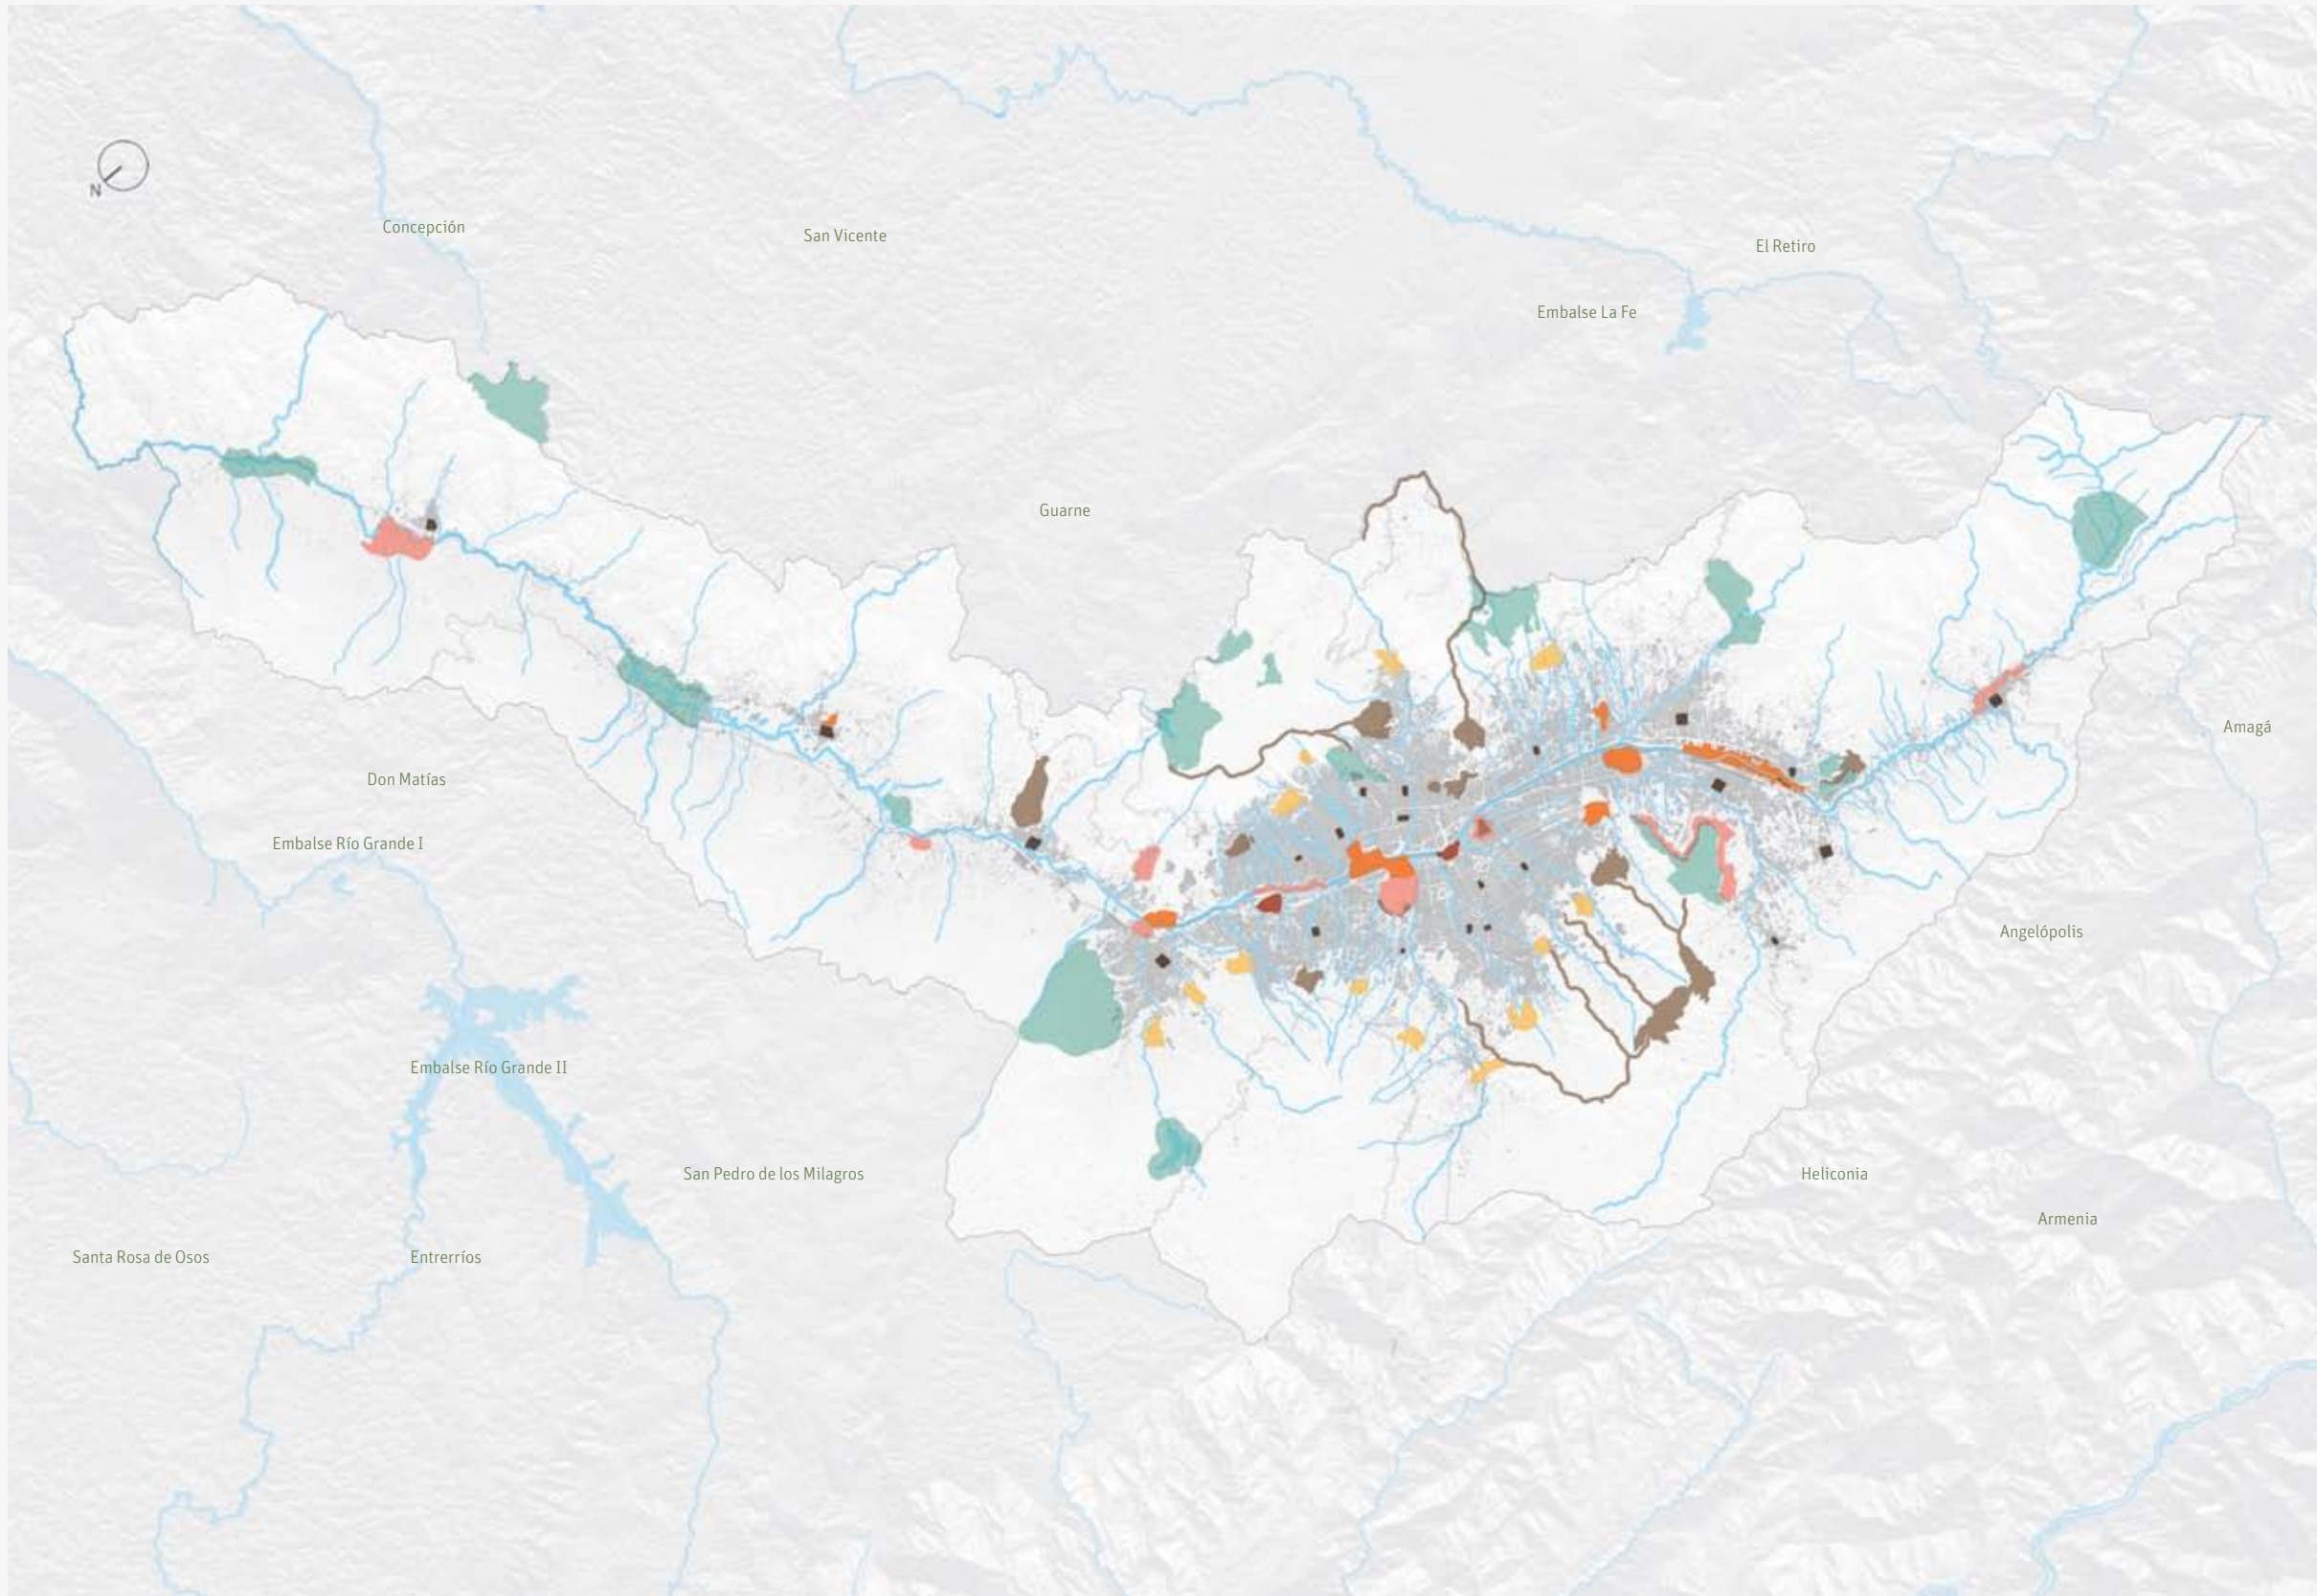 N
Concepción
San Vicente
El Retiro
Embalse La Fe
Guarne
Amagá
Don Matías
Embalse Río Grande I
Angelópolis
Embalse Río Grande II
San Pedro de los Milagros
Heliconia
Armenia
Santa Rosa de Osos
Entrerríos